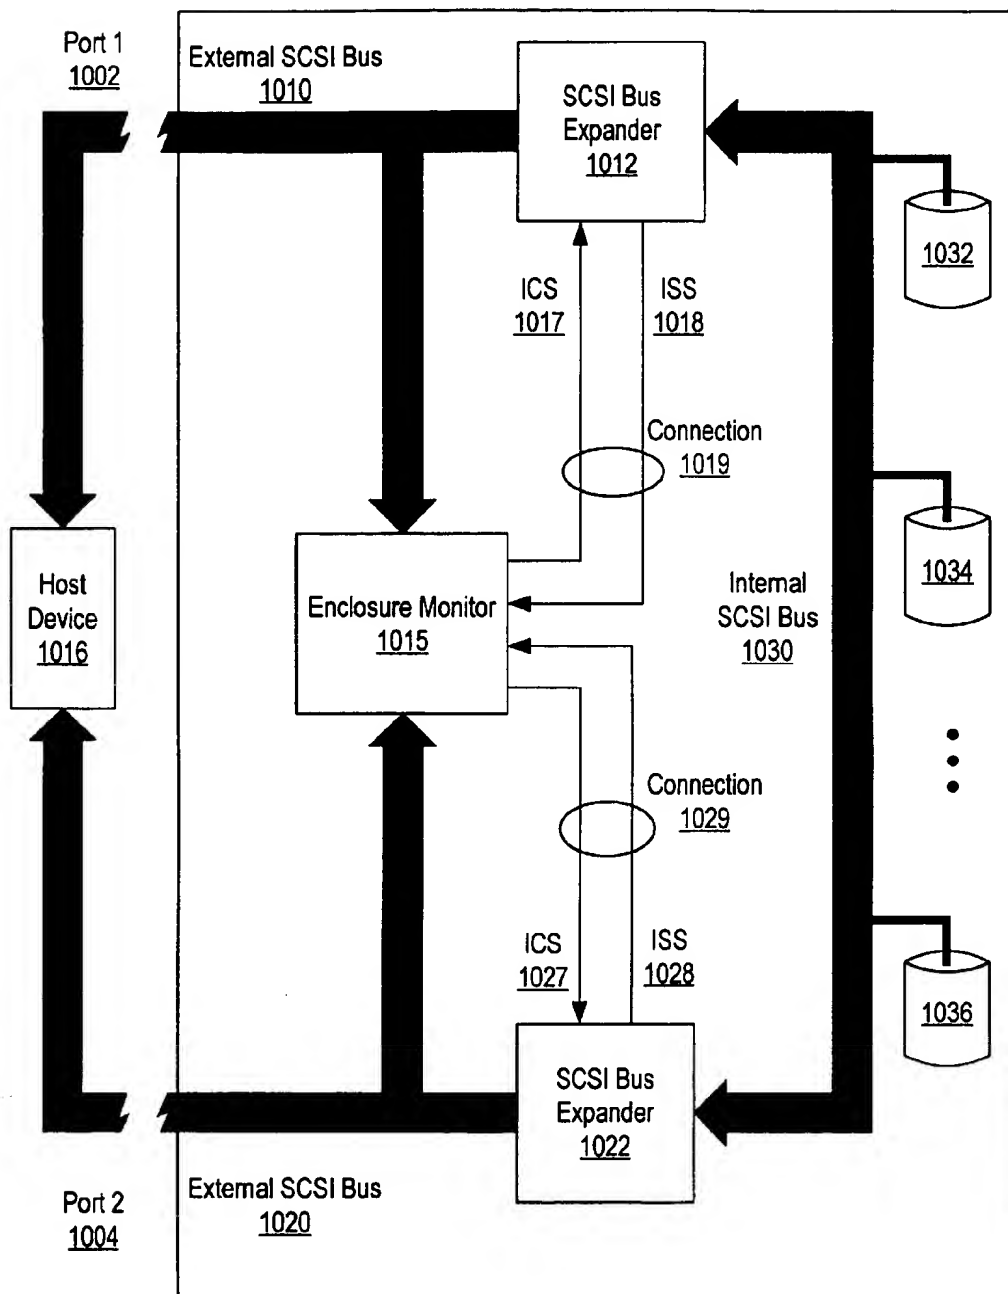 Port 1
1002
External SCSI Bus
1010
SCSI Bus
Expander
1012
1032
ICS
1017
ISS
1018
Connection
1019
1034
Host
Device
1016
Enclosure Monitor
1015
Internal
SCSI Bus
1030
Connection
1029
ICS
1027
ISS
1028
1036
SCSI Bus
Expander
1022
Port 2
1004
External SCSI Bus
1020